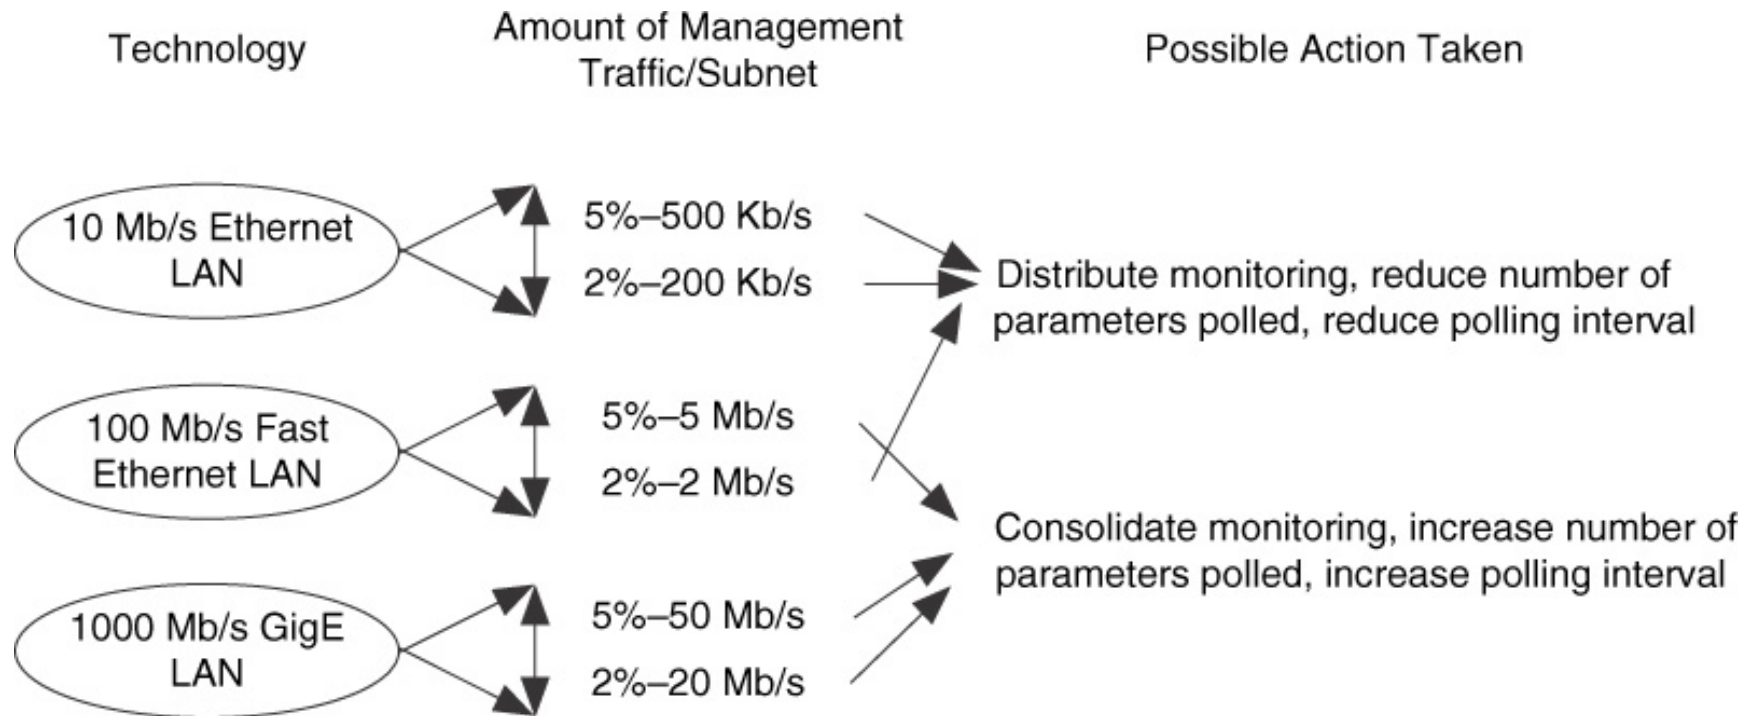 Technology
Amount of Management
Traffic/Subnet
Possible Action Taken
10 Mb/s Ethernet
LAN
5%–500 Kb/s
2%–200 Kb/s
Distribute monitoring, reduce number of
parameters polled, reduce polling interval
100 Mb/s Fast
Ethernet LAN
5%–5 Mb/s
2%–2 Mb/s
Consolidate monitoring, increase number of
parameters polled, increase polling interval
1000 Mb/s GigE
LAN
5%–50 Mb/s
2%–20 Mb/s